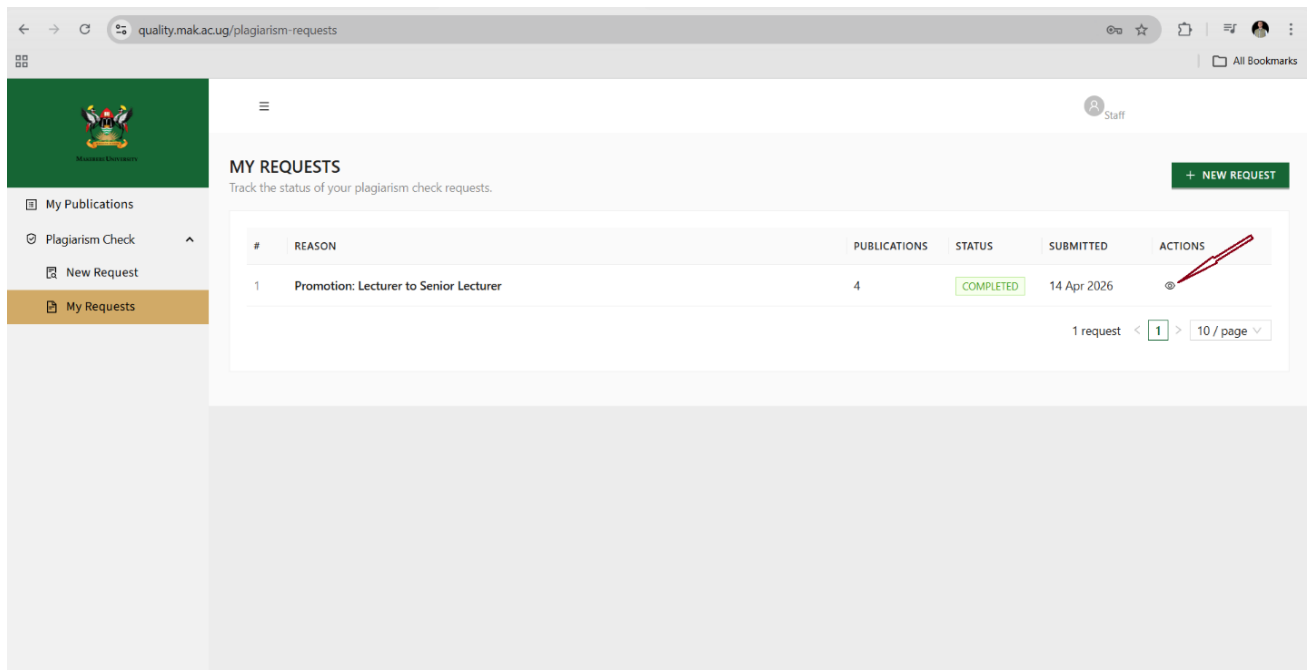 quality.mak.ac.ug/plagiarism-requests
All Bookmarks
MAKERERE UNIVERSITY
Staff
MY REQUESTS
Track the status of your plagiarism check requests.
+ NEW REQUEST
My Publications
Plagiarism Check
New Request
My Requests
# REASON PUBLICATIONS STATUS SUBMITTED ACTIONS
1 Promotion: Lecturer to Senior Lecturer 4 COMPLETED 14 Apr 2026
1 request < 1 > 10 / page